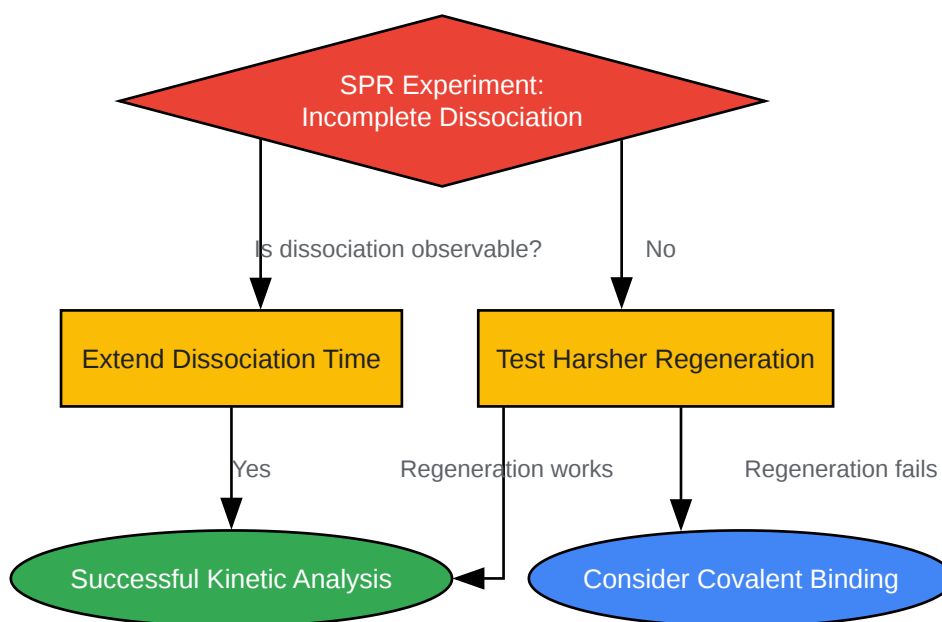 SPR Experiment:
Incomplete Dissociation
Is dissociation observable?
No
Extend Dissociation Time
Test Harsher Regeneration
Yes
Regeneration works
Regeneration fails
Successful Kinetic Analysis
Consider Covalent Binding